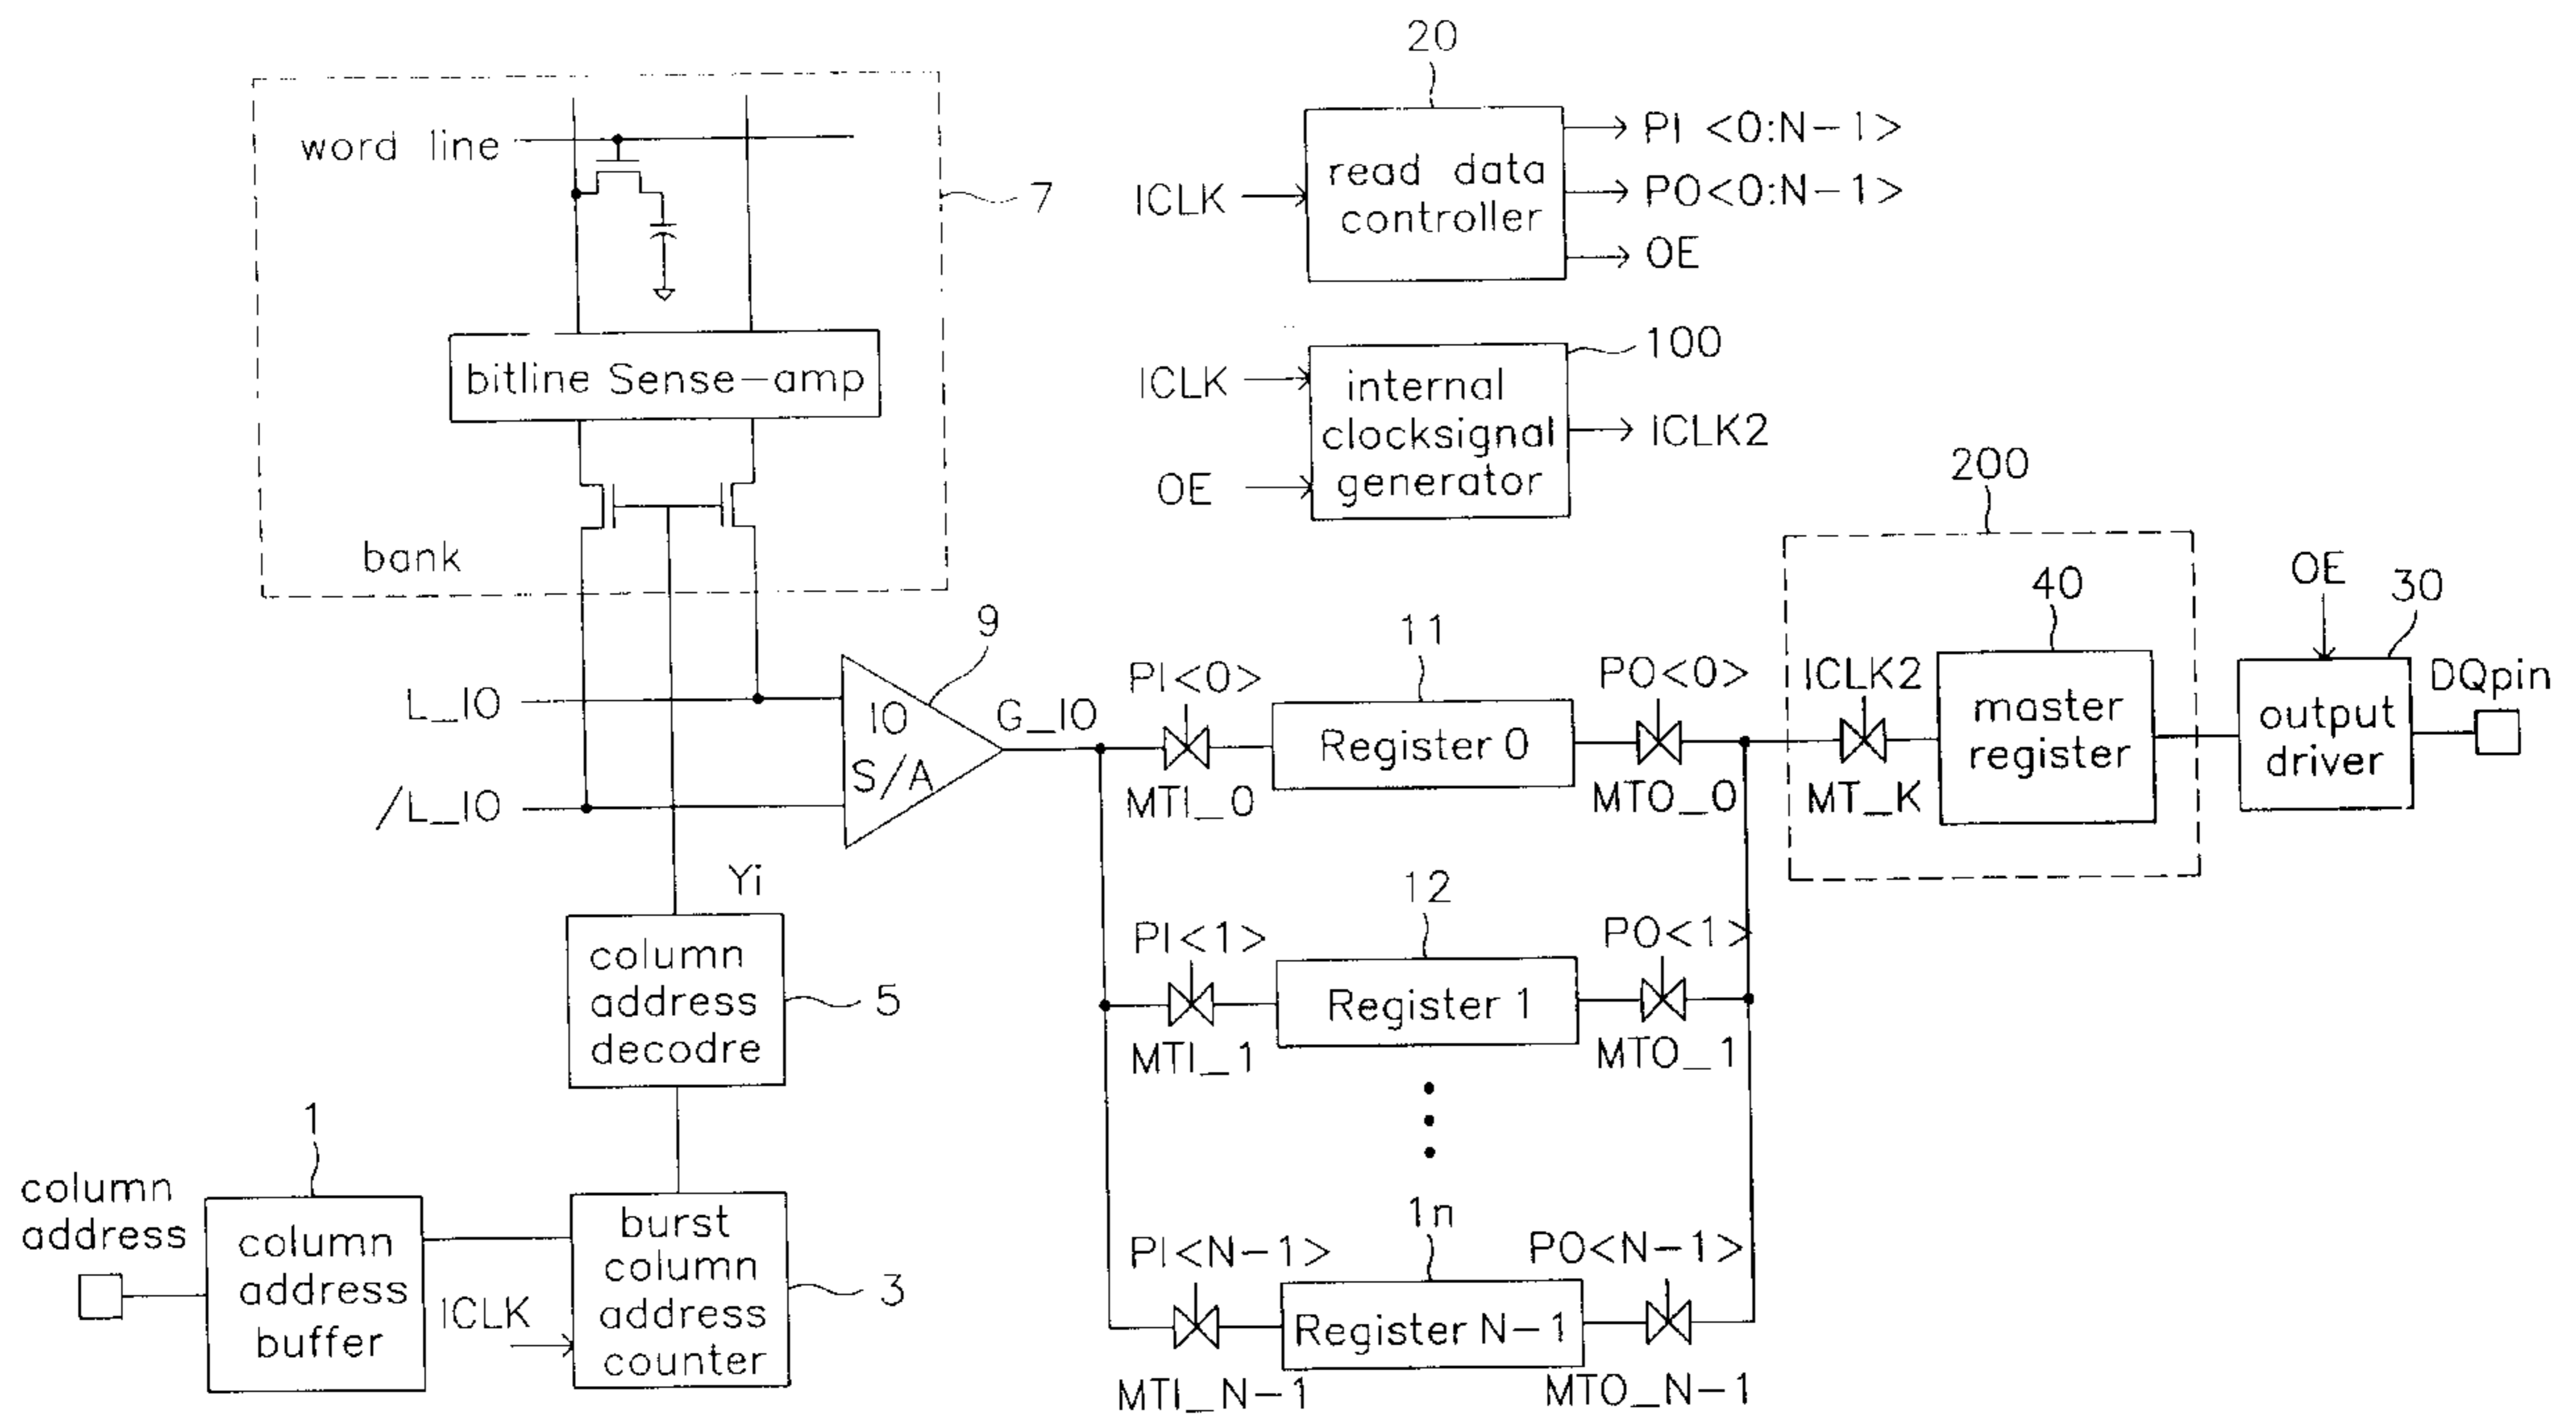 20
word line
7
ICLK
read data
controller
PI <0:N-1>
PO<0:N-1>
OE
bitline Sense-amp
bank
100
ICLK
OE
internal
clocksignal
generator
ICLK2
200
40
OE
30
L_IO
/L_IO
9
IO
S/A
G_IO
PI<0>
MTI_0
11
Register 0
PO<0>
MTO_0
ICLK2
MT_K
master
register
output
driver
DQpin
Yi
column
address
decodre
5
PI<1>
MTI_1
12
Register 1
PO<1>
MTO_1
column
address
1
column
address
buffer
ICLK
burst
column
address
counter
3
PI<N-1>
MTI_N-1
1n
Register N-1
PO<N-1>
MTO_N-1